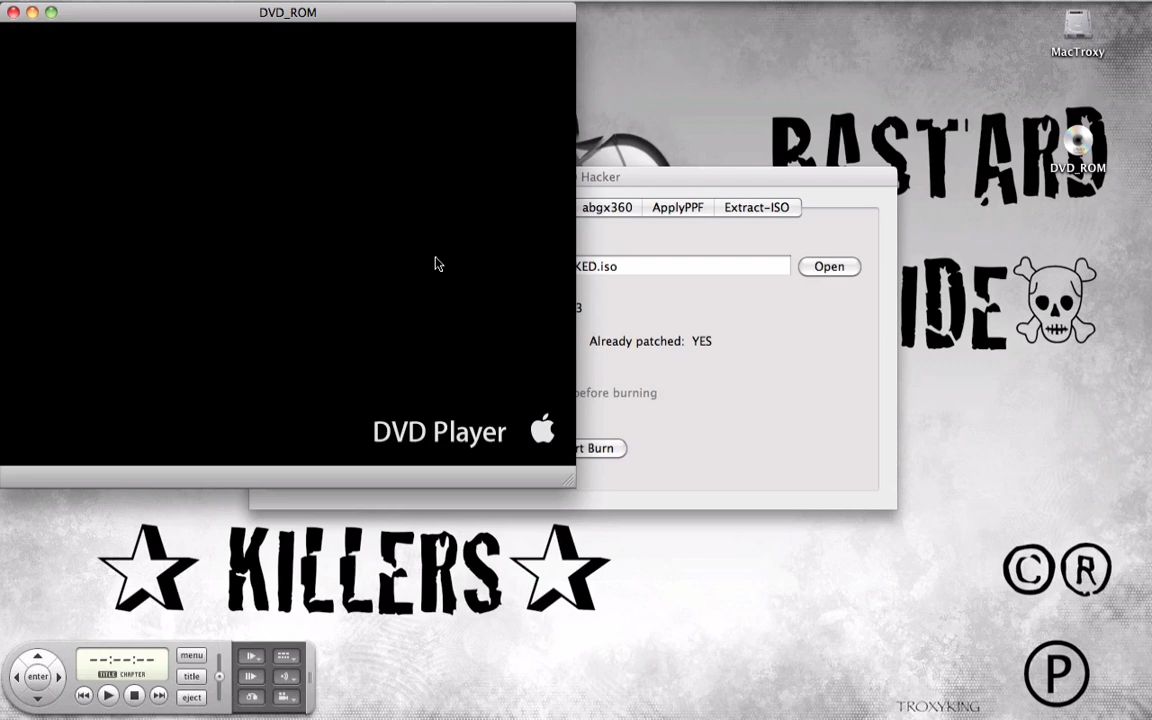 DVD_ROM
DVD Player
Hacker
abgx360
ApplyPPF
Extract-ISO
KED.iso
Open
3
Already patched: YES
before burning
rt Burn
MacTroxy
DVD_ROM
BASTARD
IDE
KILLERS
C R
P
TROXYKING
--:--:--
TITLE CHAPTER
menu
title
eject
enter